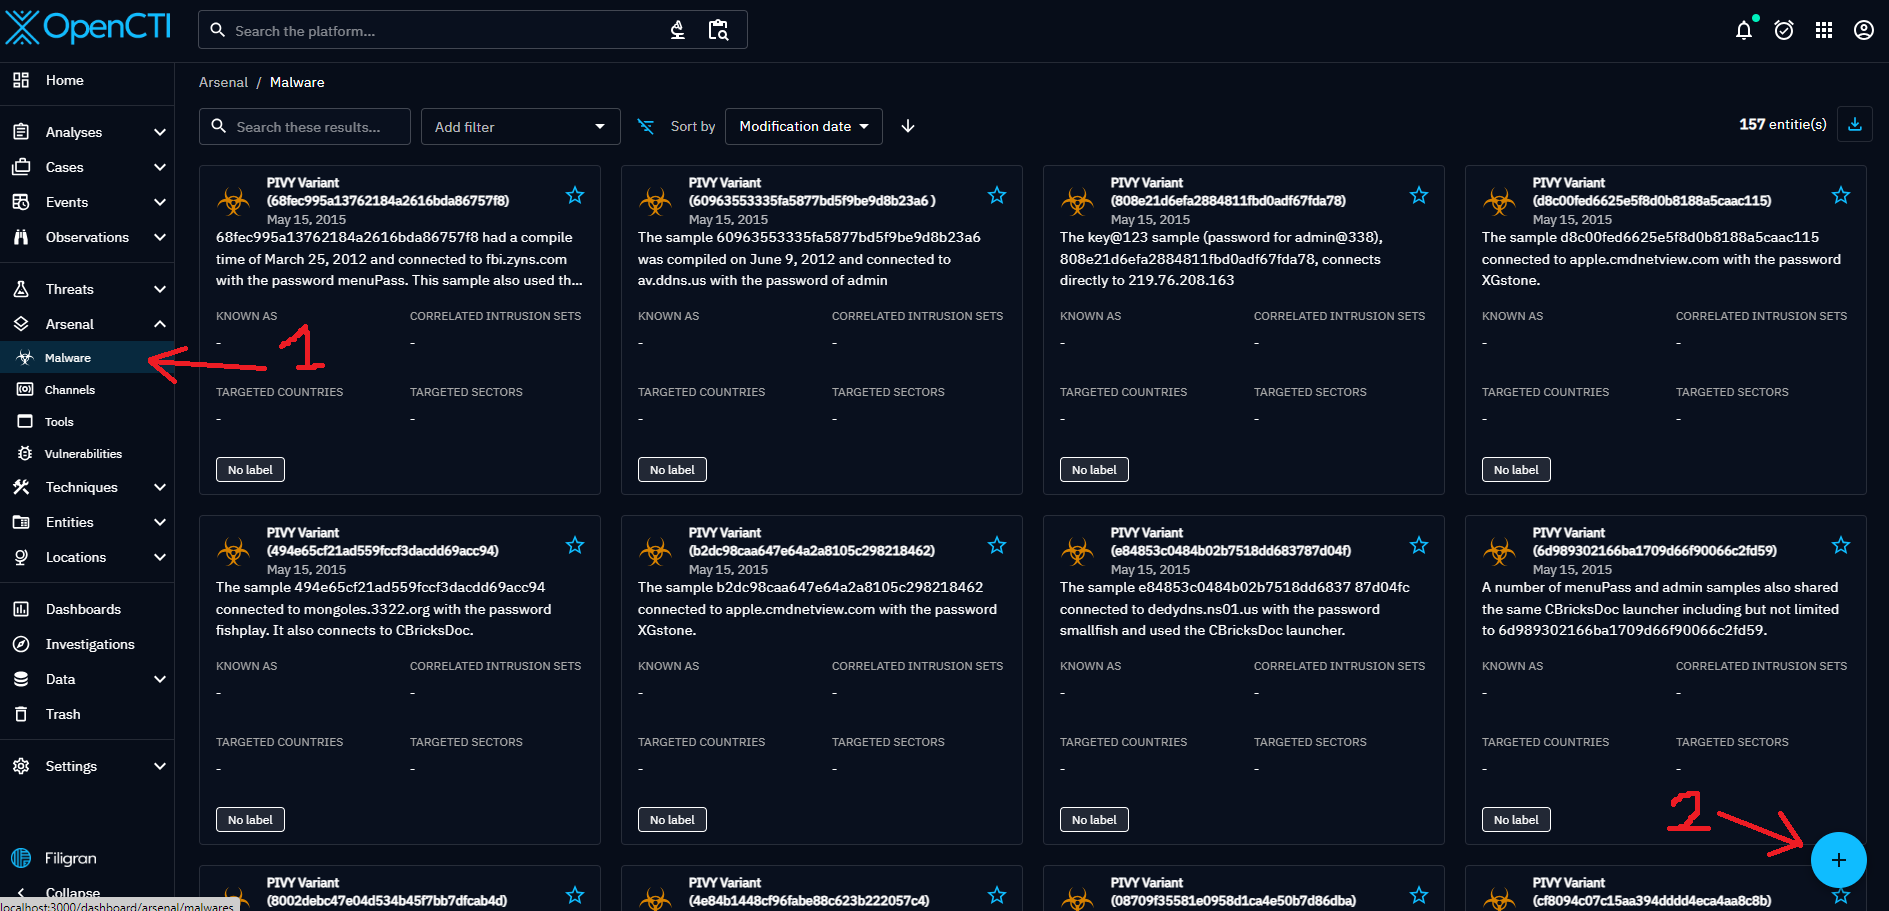 OpenCTI
Search the platform...
Home
Analyses
Cases
Events
Observations
Threats
Arsenal
Malware
Channels
Tools
Vulnerabilities
Techniques
Entities
Locations
Dashboards
Investigations
Data
Trash
Settings
Filigran
Collapse
localhost:3000/dashboard/arsenal/malwares
1
Arsenal / Malware
Search these results...
Add filter
Sort by
Modification date
157 entitie(s)
PIVY Variant
(68fec995a13762184a2616bda86757f8)
May 15, 2015
68fec995a13762184a2616bda86757f8 had a compile
time of March 25, 2012 and connected to fbi.zyns.com
with the password menuPass. This sample also used th...
KNOWN AS
CORRELATED INTRUSION SETS
-
-
TARGETED COUNTRIES
TARGETED SECTORS
-
-
No label
PIVY Variant
(60963553335fa5877bd5f9be9d8b23a6 )
May 15, 2015
The sample 60963553335fa5877bd5f9be9d8b23a6
was compiled on June 9, 2012 and connected to
av.ddns.us with the password of admin
KNOWN AS
CORRELATED INTRUSION SETS
-
-
TARGETED COUNTRIES
TARGETED SECTORS
-
-
No label
PIVY Variant
(808e21d6efa2884811fbd0adf67fda78)
May 15, 2015
The key@123 sample (password for admin@338),
808e21d6efa2884811fbd0adf67fda78, connects
directly to 219.76.208.163
KNOWN AS
CORRELATED INTRUSION SETS
-
-
TARGETED COUNTRIES
TARGETED SECTORS
-
-
No label
PIVY Variant
(d8c00fed6625e5f8d0b8188a5caac115)
May 15, 2015
The sample d8c00fed6625e5f8d0b8188a5caac115
connected to apple.cmdnetview.com with the password
XGstone.
KNOWN AS
CORRELATED INTRUSION SETS
-
-
TARGETED COUNTRIES
TARGETED SECTORS
-
-
No label
PIVY Variant
(494e65cf21ad559fccf3dacdd69acc94)
May 15, 2015
The sample 494e65cf21ad559fccf3dacdd69acc94
connected to mongoles.3322.org with the password
fishplay. It also connects to CBricksDoc.
KNOWN AS
CORRELATED INTRUSION SETS
-
-
TARGETED COUNTRIES
TARGETED SECTORS
-
-
No label
PIVY Variant
(b2dc98caa647e64a2a8105c298218462)
May 15, 2015
The sample b2dc98caa647e64a2a8105c298218462
connected to apple.cmdnetview.com with the password
XGstone.
KNOWN AS
CORRELATED INTRUSION SETS
-
-
TARGETED COUNTRIES
TARGETED SECTORS
-
-
No label
PIVY Variant
(e84853c0484b02b7518dd683787d04f)
May 15, 2015
The sample e84853c0484b02b7518dd6837 87d04fc
connected to dedydns.ns01.us with the password
smallfish and used the CBricksDoc launcher.
KNOWN AS
CORRELATED INTRUSION SETS
-
-
TARGETED COUNTRIES
TARGETED SECTORS
-
-
No label
PIVY Variant
(6d989302166ba1709d66f90066c2fd59)
May 15, 2015
A number of menuPass and admin samples also shared
the same CBricksDoc launcher including but not limited
to 6d989302166ba1709d66f90066c2fd59.
KNOWN AS
CORRELATED INTRUSION SETS
-
-
TARGETED COUNTRIES
TARGETED SECTORS
-
-
No label
2
+
PIVY Variant
(8002debc47e04d534b45f7bb7dfcab4d)
PIVY Variant
(4e84b1448cf96fabe88c623b222057c4)
PIVY Variant
(08709f35581e0958d1ca4e50b7d86dba)
PIVY Variant
(cf8094c07c15aa394dddd4eca4aa8c8b)